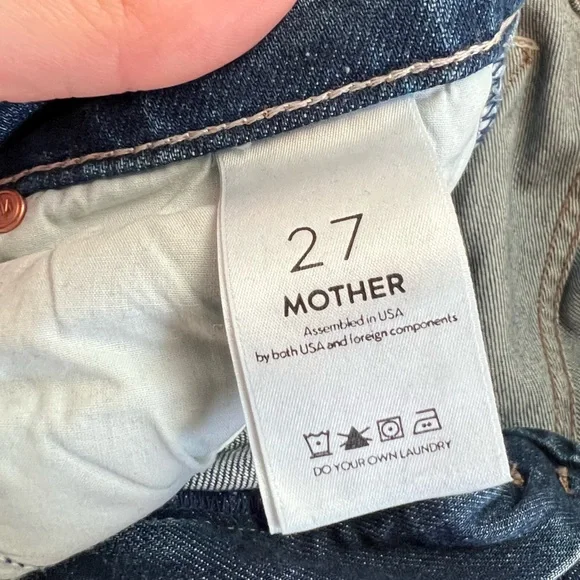 27
MOTHER
Assembled in USA
by both USA and foreign components
DO YOUR OWN LAUNDRY